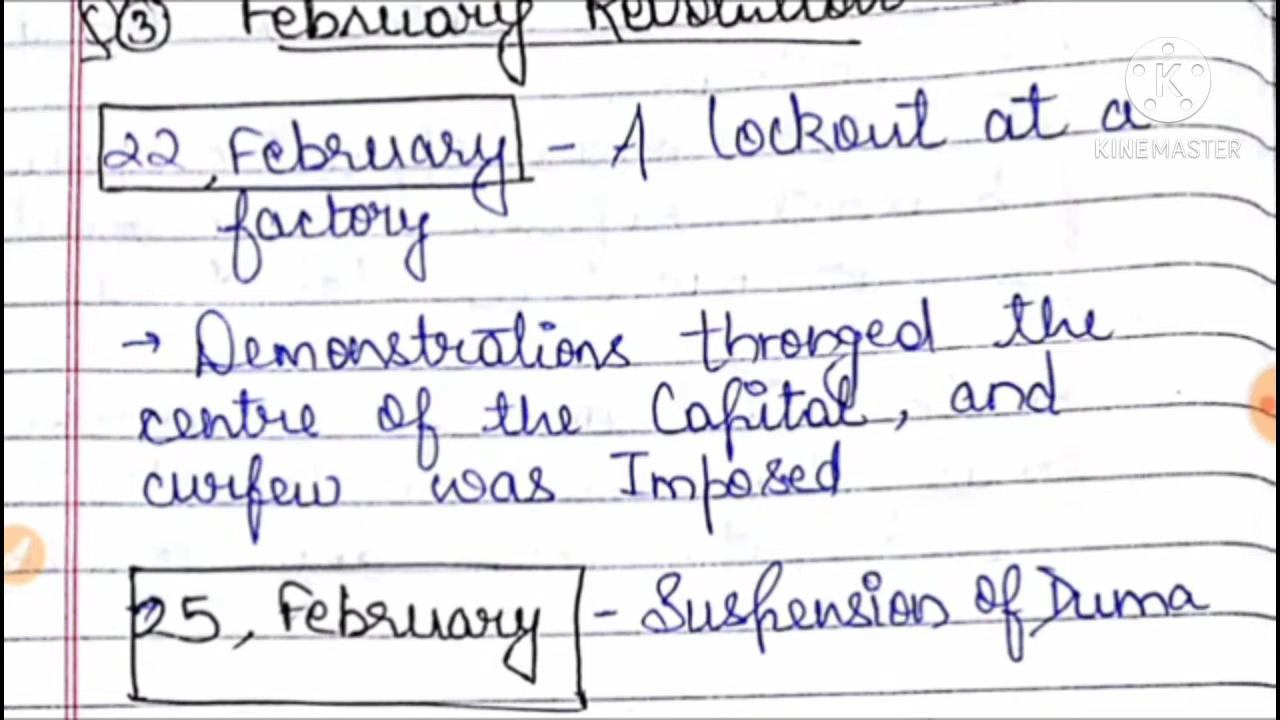 ③ February Revolution
22, February - A lockout at a
factory
→ Demonstrations thronged the
centre of the Capital, and
curfew was Imposed
25, February - Suspension of Duma
K
KINEMASTER